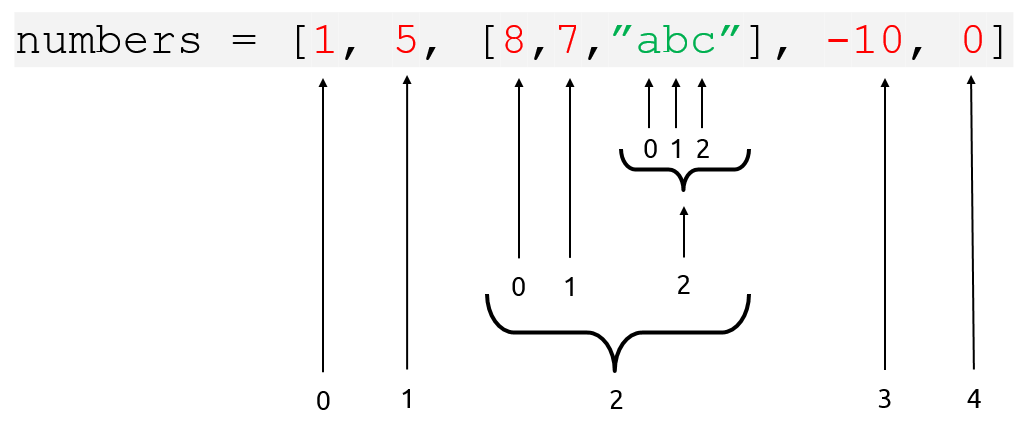 numbers = [1, 5, [8,7,”abc”], -10, 0]
0 1 2
0 1 2
0 1 2 3 4